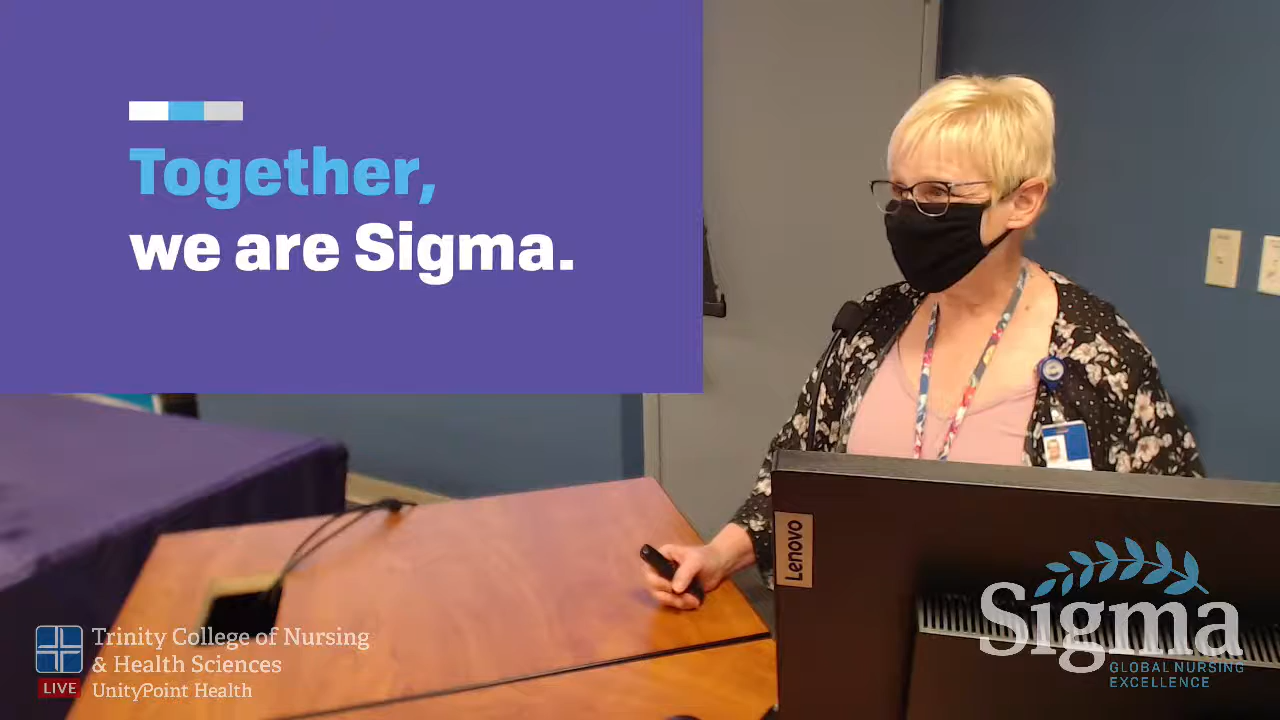 Together,
we are Sigma.
Lenovo
Trinity College of Nursing
& Health Sciences
LIVE
UnityPoint Health
Sigma
GLOBAL NURSING
EXCELLENCE